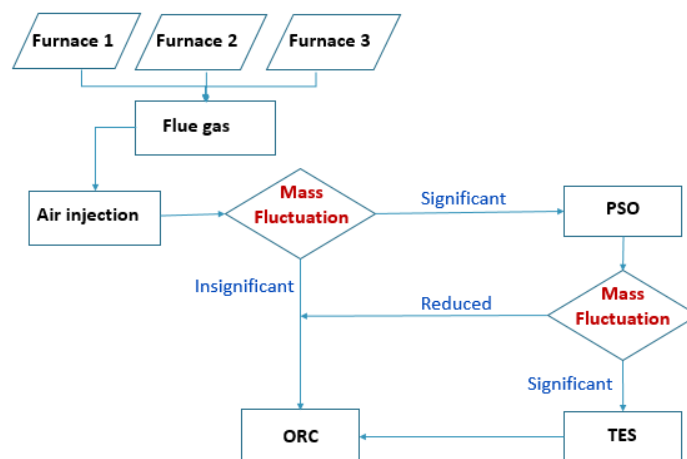 Furnace 1
Furnace 2
Furnace 3
Flue gas
Air injection
Mass
Fluctuation
Significant
PSO
Insignificant
Reduced
Mass
Fluctuation
Significant
ORC
TES